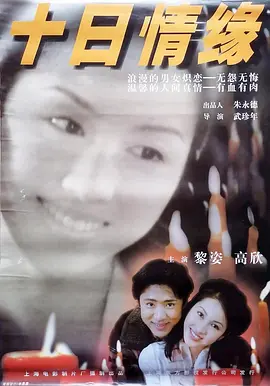 十日情缘
浪漫的男女炽恋—无怨无悔
温馨的人间真情—有血有肉
出品人 朱永德
导演 武珍年
主演 黎姿 高欣
上海电影制片厂摄制出品